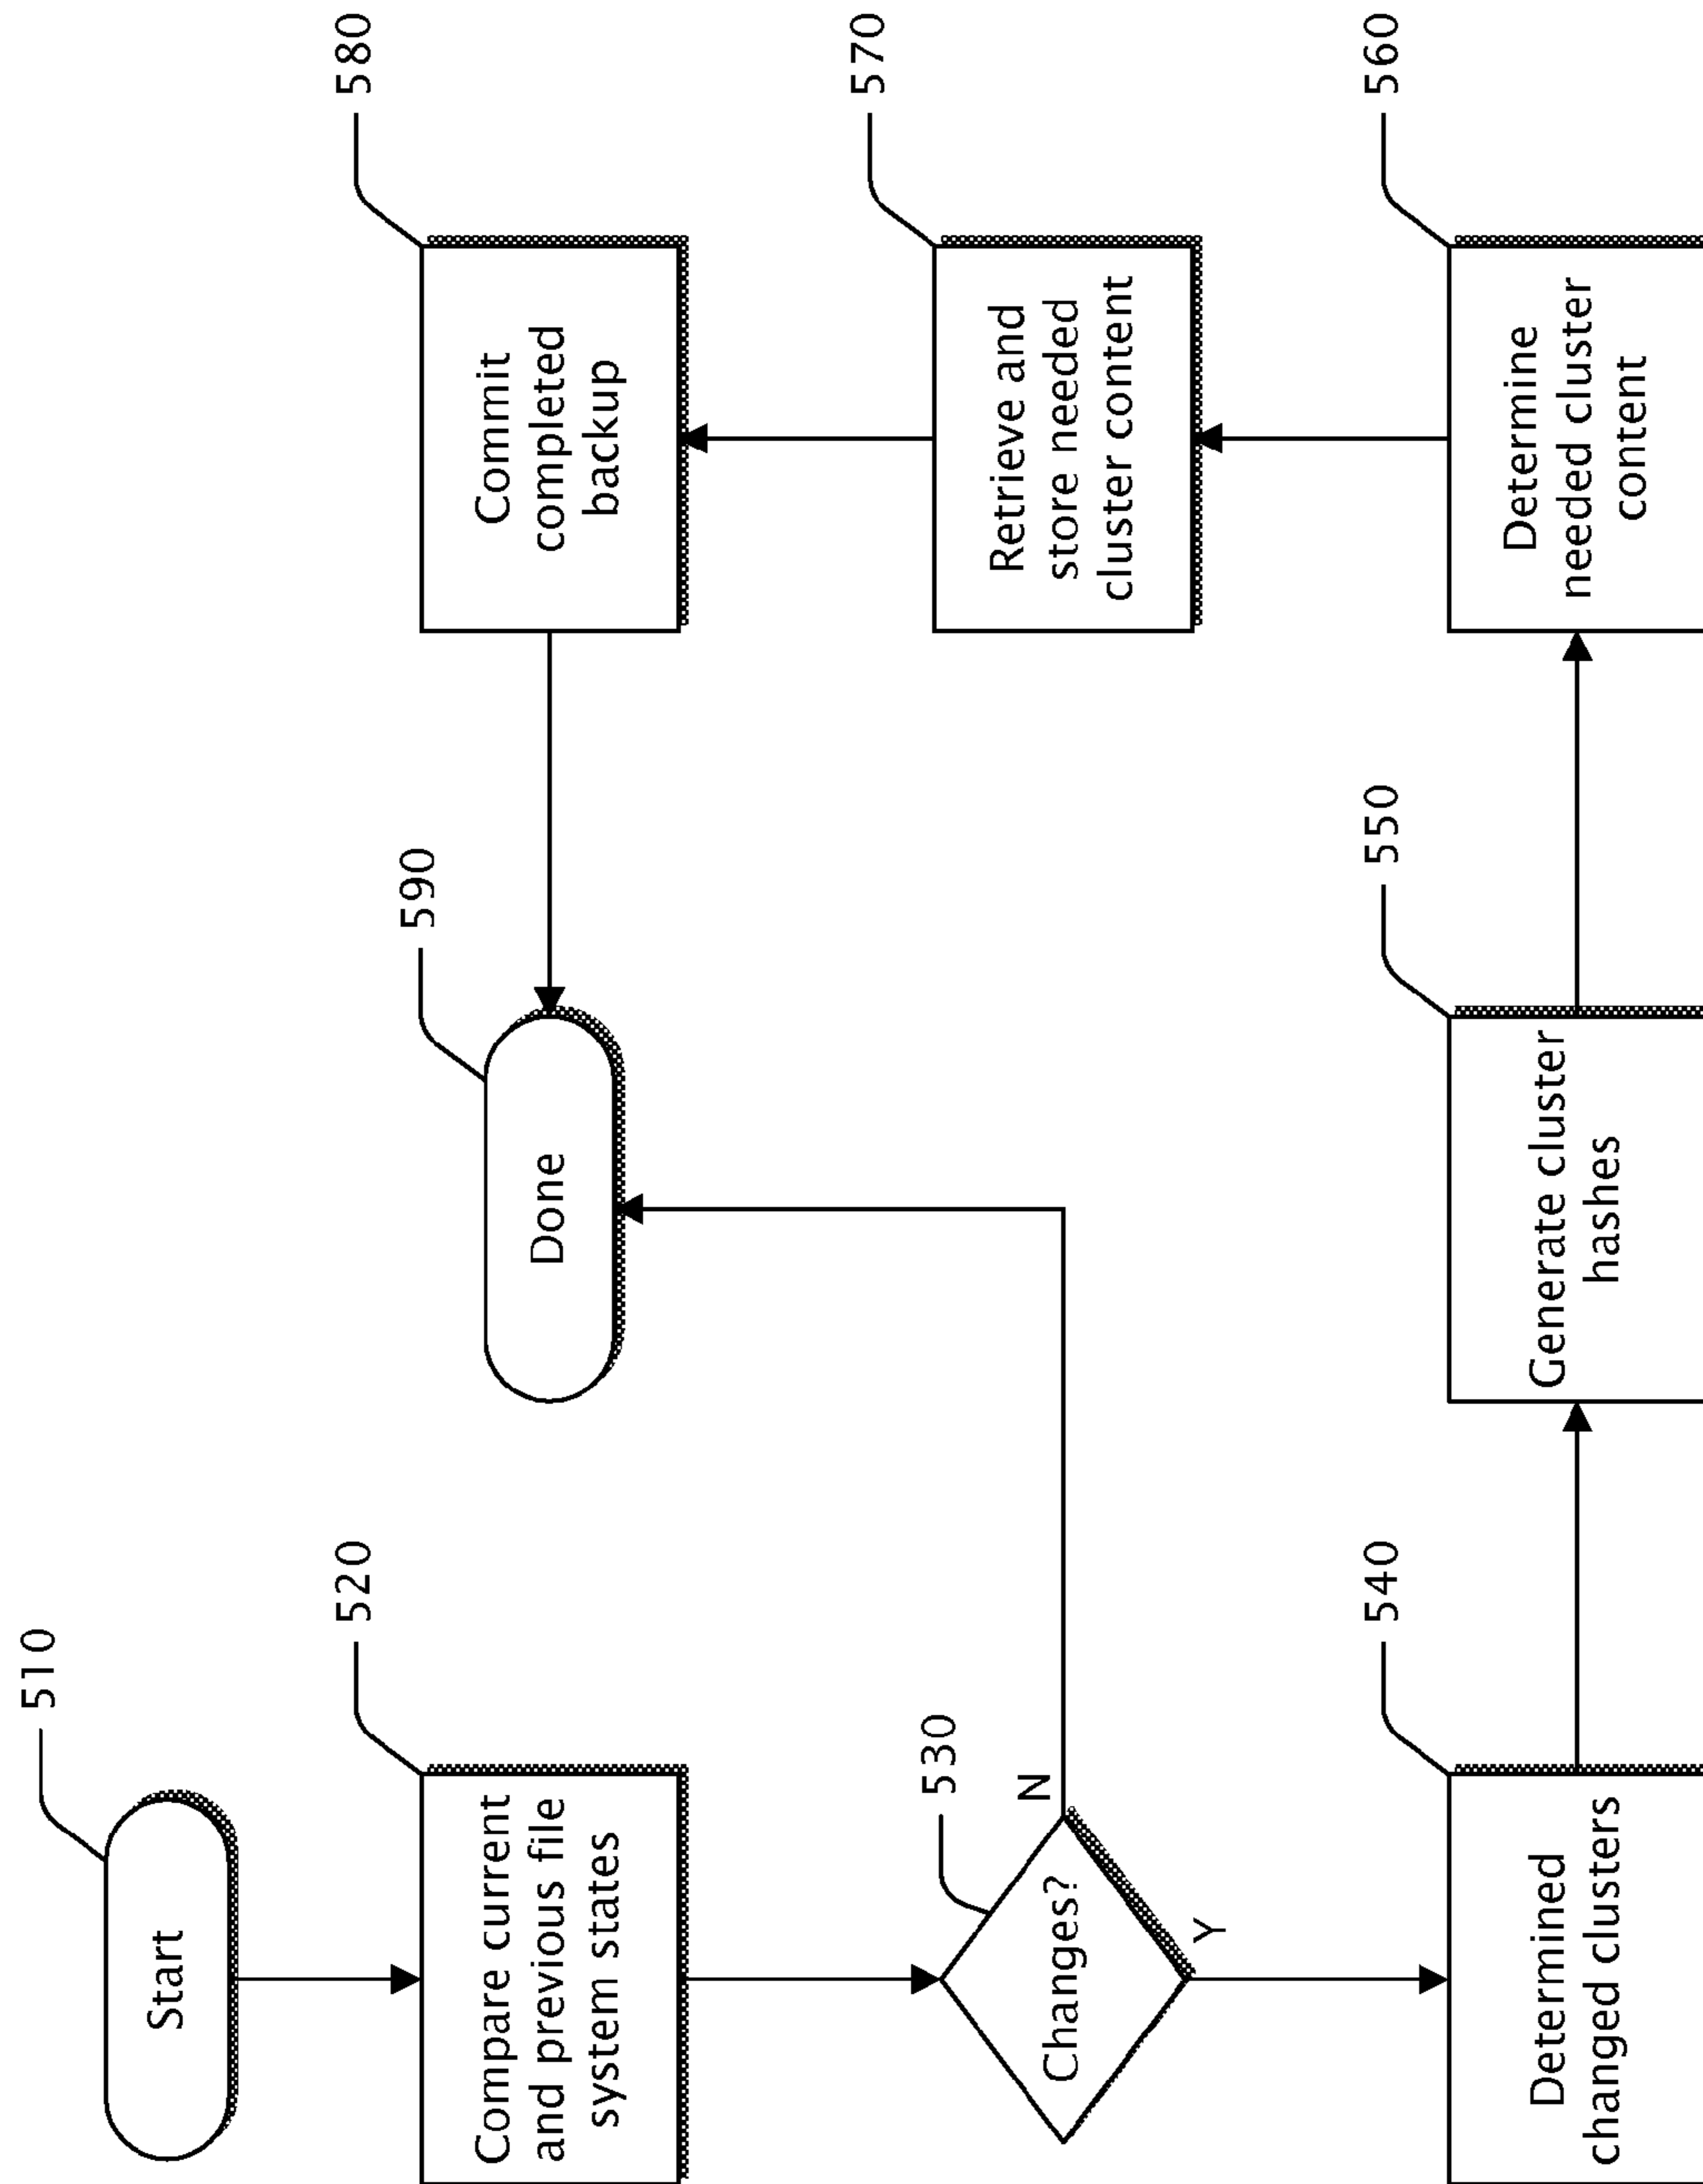 510
Start
520
Compare current
and previous file
system states
530
Changes?
N
Y
540
Determined
changed clusters
550
Generate cluster
hashes
560
Determine
needed cluster
content
570
Retrieve and
store needed
cluster content
580
Commit
completed
backup
590
Done